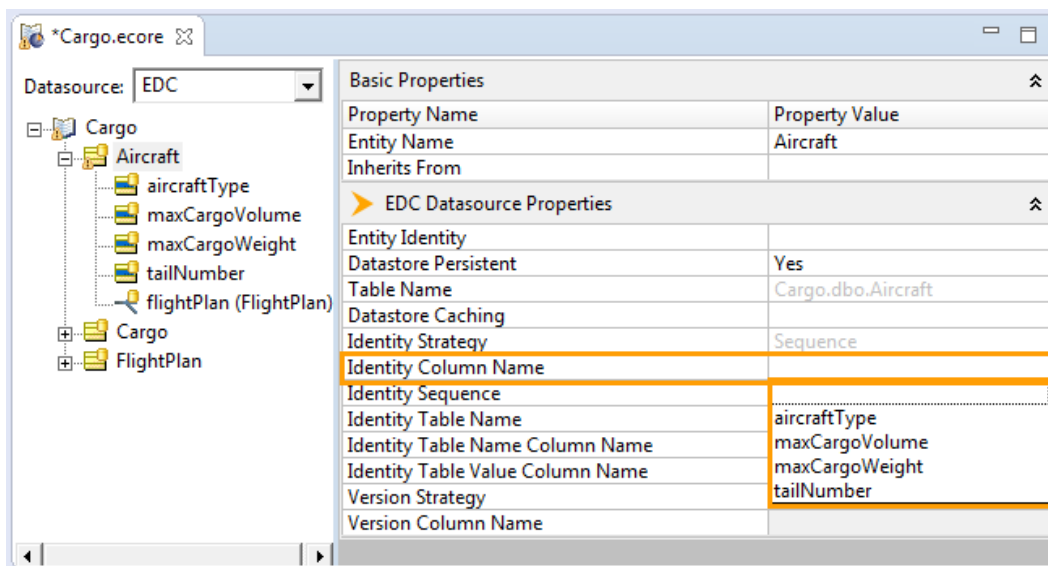 *Cargo.ecore
Datasource: EDC
Cargo
Aircraft
aircraftType
maxCargoVolume
maxCargoWeight
tailNumber
flightPlan (FlightPlan)
Cargo
FlightPlan
Basic Properties
Property Name Property Value
Entity Name Aircraft
Inherits From
EDC Datasource Properties
Entity Identity
Datastore Persistent Yes
Table Name Cargo.dbo.Aircraft
Datastore Caching
Identity Strategy Sequence
Identity Column Name
Identity Sequence
Identity Table Name
Identity Table Name Column Name
Identity Table Value Column Name
Version Strategy
Version Column Name
aircraftType
maxCargoVolume
maxCargoWeight
tailNumber